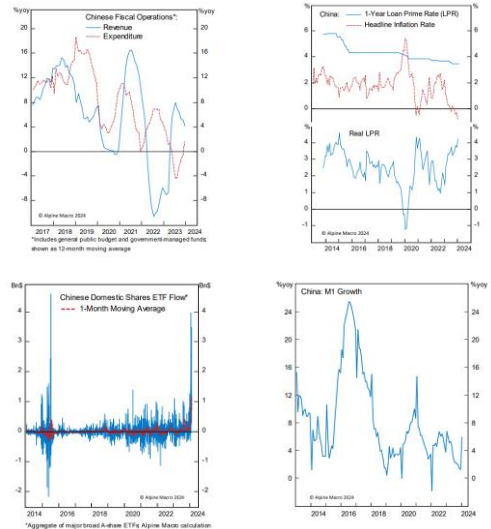 %yoy %yoy
Chinese Fiscal Operations*:
Revenue
Expenditure
20 20
16 16
12 12
8 8
4 4
0 0
-4 -4
-8 -8
© Alpine Macro 2024
2017 2018 2019 2020 2021 2022 2023 2024
*Includes general public budget and government-managed funds
shown as 12-month moving average
% %
China: 1-Year Loan Prime Rate (LPR)
Headline Inflation Rate
6 6
4 4
2 2
0 0
% %
Real LPR
4 4
3 3
2 2
1 1
0 0
-1 -1
© Alpine Macro 2024
2014 2016 2018 2020 2022 2024
Bn$ Bn$
Chinese Domestic Shares ETF Flow*
1-Month Moving Average
4 4
3 3
2 2
1 1
0 0
-1 -1
-2 -2
© Alpine Macro 2024
2014 2016 2018 2020 2022 2024
*Aggregate of major broad A-share ETFs Alpine Macro calculation
%yoy %yoy
China: M1 Growth
24 24
20 20
16 16
12 12
8 8
4 4
0 0
© Alpine Macro 2024
2014 2016 2018 2020 2022 2024